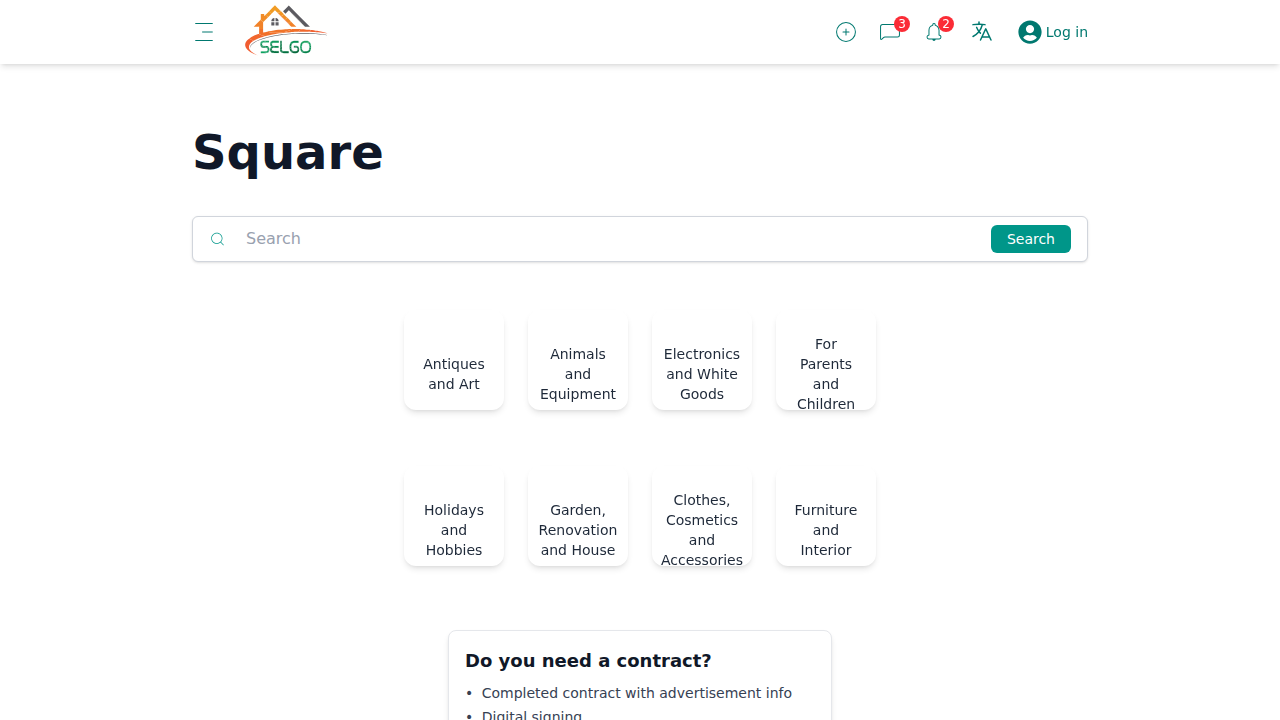 SELGO
3
2
Log in
Square
Search
Search
Antiques
and Art
Animals
and
Equipment
Electronics
and White
Goods
For
Parents
and
Children
Holidays
and
Hobbies
Garden,
Renovation
and House
Clothes,
Cosmetics
and
Accessories
Furniture
and
Interior
Do you need a contract?
• Completed contract with advertisement info
• Digital signing